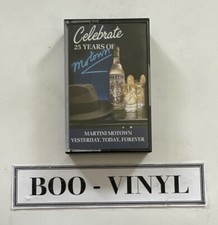 Celebrate
25 YEARS OF
Motown
MARTINI MOTOWN
YESTERDAY, TODAY, FOREVER
BOO - VINYL